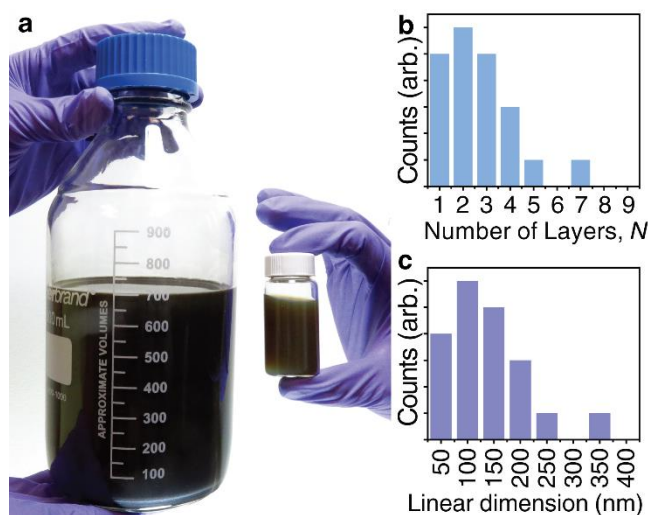 a
900
800
erbrand
700
mL
600
500
400
300
200
100
APPROXIMATE VOLUMES
b
Counts (arb.)
1 2 3 4 5 6 7 8 9
Number of Layers, N
c
Counts (arb.)
50 100 150 200 250 300 350 400
Linear dimension (nm)